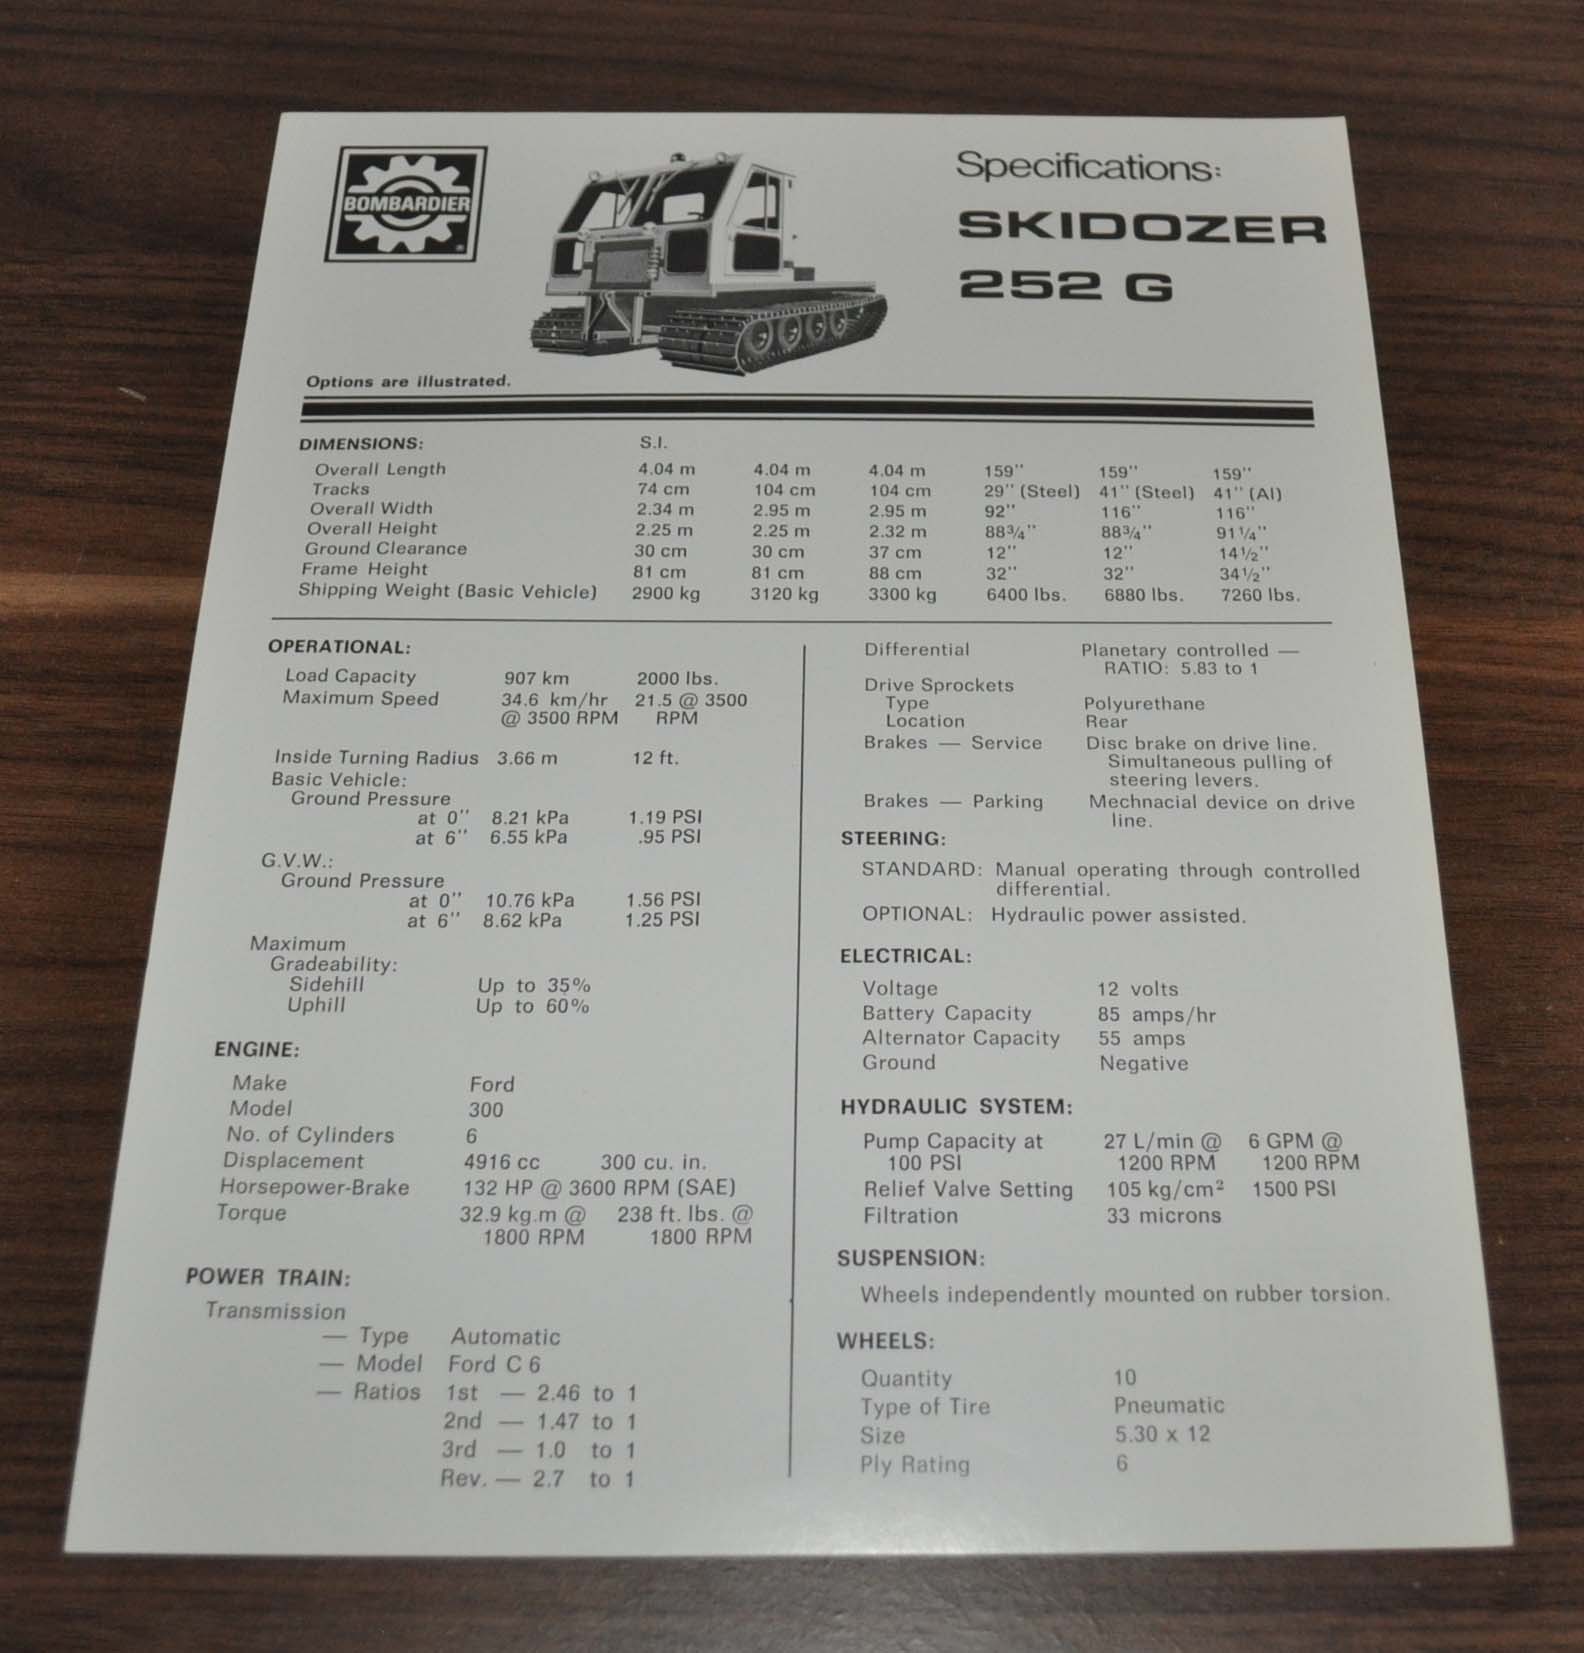 BOMBARDIER
®
Specifications:
SKIDOZER
252 G
Options are illustrated.
DIMENSIONS: S.I.
Overall Length 4.04 m 4.04 m 4.04 m 159" 159" 159"
Tracks 74 cm 104 cm 104 cm 29" (Steel) 41" (Steel) 41" (Al)
Overall Width 2.34 m 2.95 m 2.95 m 92" 116" 116"
Overall Height 2.25 m 2.25 m 2.32 m 88¾" 88¾" 91¼"
Ground Clearance 30 cm 30 cm 37 cm 12" 12" 14½"
Frame Height 81 cm 81 cm 88 cm 32" 32" 34½"
Shipping Weight (Basic Vehicle) 2900 kg 3120 kg 3300 kg 6400 lbs. 6880 lbs. 7260 lbs.
OPERATIONAL:
Load Capacity 907 km 2000 lbs.
Maximum Speed 34.6 km/hr 21.5 @ 3500
@ 3500 RPM RPM
Inside Turning Radius 3.66 m 12 ft.
Basic Vehicle:
Ground Pressure
at 0" 8.21 kPa 1.19 PSI
at 6" 6.55 kPa .95 PSI
G.V.W.:
Ground Pressure
at 0" 10.76 kPa 1.56 PSI
at 6" 8.62 kPa 1.25 PSI
Maximum
Gradeability:
Sidehill Up to 35%
Uphill Up to 60%
ENGINE:
Make Ford
Model 300
No. of Cylinders 6
Displacement 4916 cc 300 cu. in.
Horsepower-Brake 132 HP @ 3600 RPM (SAE)
Torque 32.9 kg.m @ 238 ft. lbs. @
1800 RPM 1800 RPM
POWER TRAIN:
Transmission
— Type Automatic
— Model Ford C 6
— Ratios 1st — 2.46 to 1
2nd — 1.47 to 1
3rd — 1.0 to 1
Rev. — 2.7 to 1
Differential Planetary controlled —
RATIO: 5.83 to 1
Drive Sprockets
Type Polyurethane
Location Rear
Brakes — Service Disc brake on drive line.
Simultaneous pulling of
steering levers.
Brakes — Parking Mechnacial device on drive
line.
STEERING:
STANDARD: Manual operating through controlled
differential.
OPTIONAL: Hydraulic power assisted.
ELECTRICAL:
Voltage 12 volts
Battery Capacity 85 amps/hr
Alternator Capacity 55 amps
Ground Negative
HYDRAULIC SYSTEM:
Pump Capacity at 27 L/min @ 6 GPM @
100 PSI 1200 RPM 1200 RPM
Relief Valve Setting 105 kg/cm² 1500 PSI
Filtration 33 microns
SUSPENSION:
Wheels independently mounted on rubber torsion.
WHEELS:
Quantity 10
Type of Tire Pneumatic
Size 5.30 x 12
Ply Rating 6